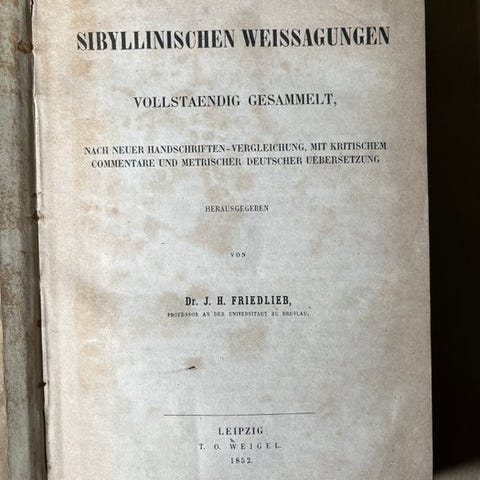 SIBYLLINISCHEN WEISSAGUNGEN
VOLLSTAENDIG GESAMMELT,
NACH NEUER HANDSCHRIFTEN-VERGLEICHUNG, MIT KRITISCHEM
COMMENTARE UND METRISCHER DEUTSCHER UEBERSETZUNG
HERAUSGEGEBEN
VON
Dr. J. H. FRIEDLIEB,
PROFESSOR AN DER UNIVERSITAET ZU BRESLAU.
LEIPZIG,
T. O. WEIGEL.
1852.